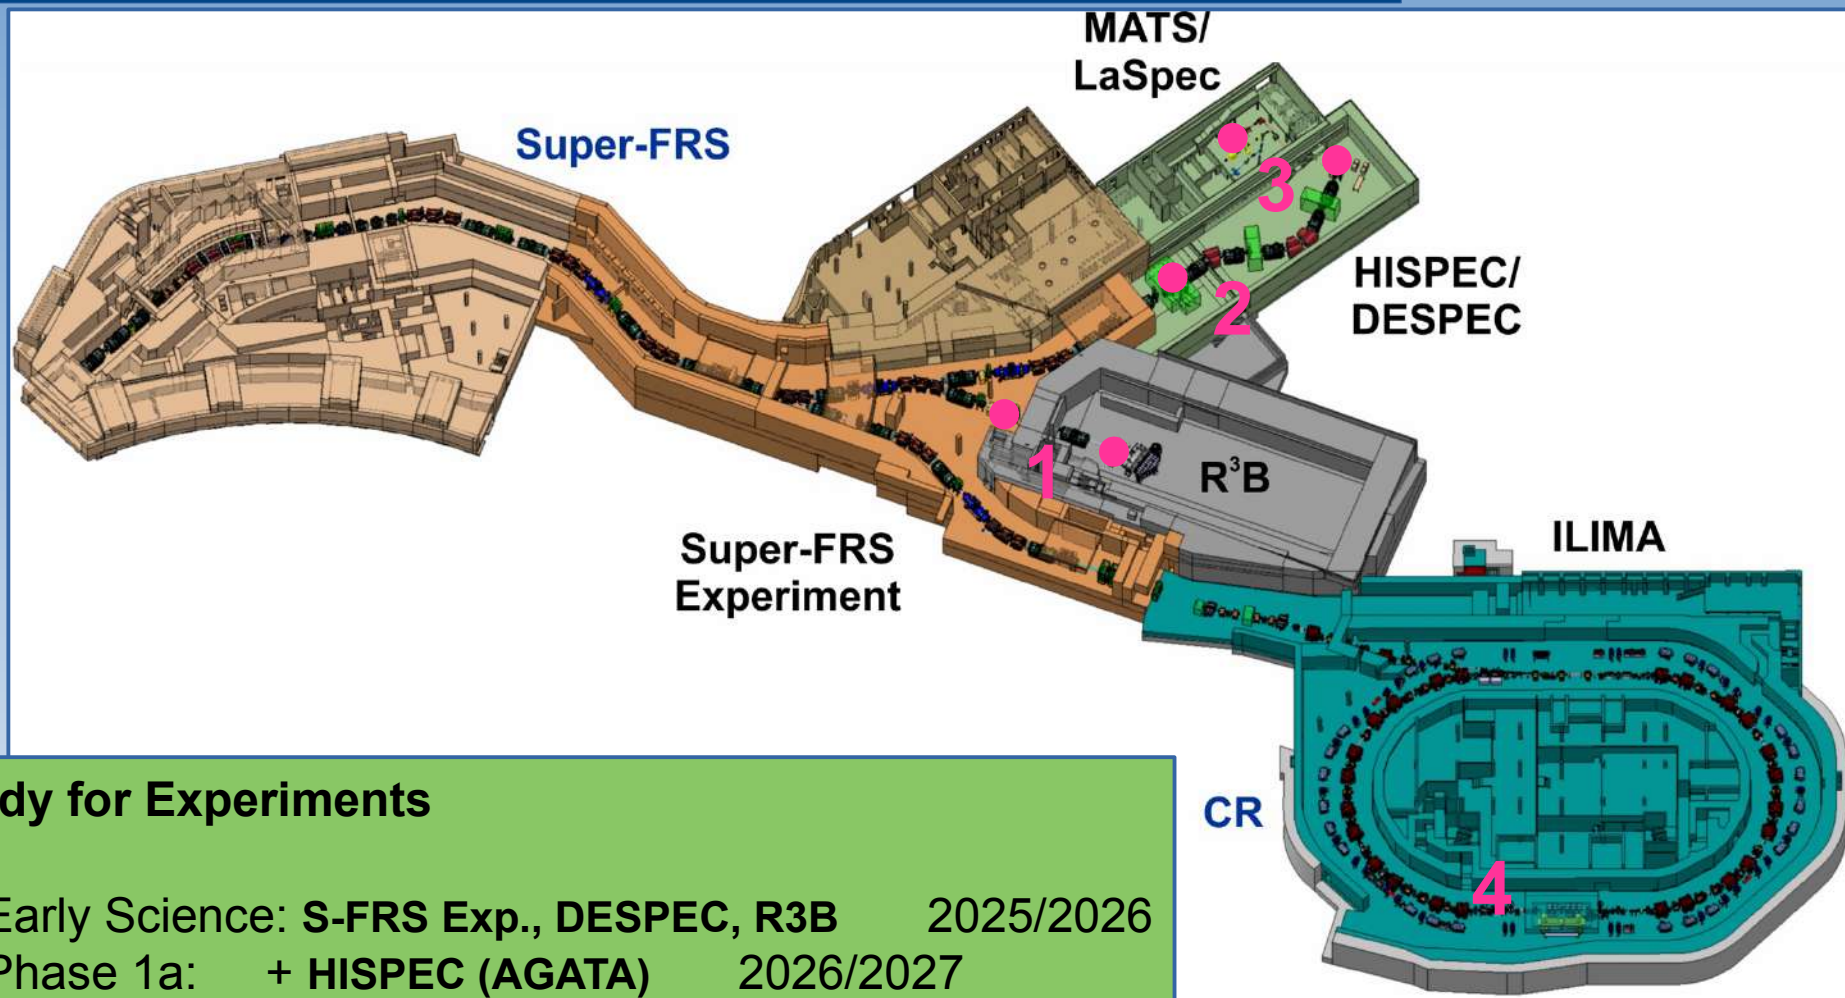 MATS/
LaSpec
Super-FRS
3
HISPEC/
DESPEC
2
1
R³B
Super-FRS
Experiment
ILIMA
CR
4
dy for Experiments
Early Science: S-FRS Exp., DESPEC, R3B 2025/2026
Phase 1a: + HISPEC (AGATA) 2026/2027